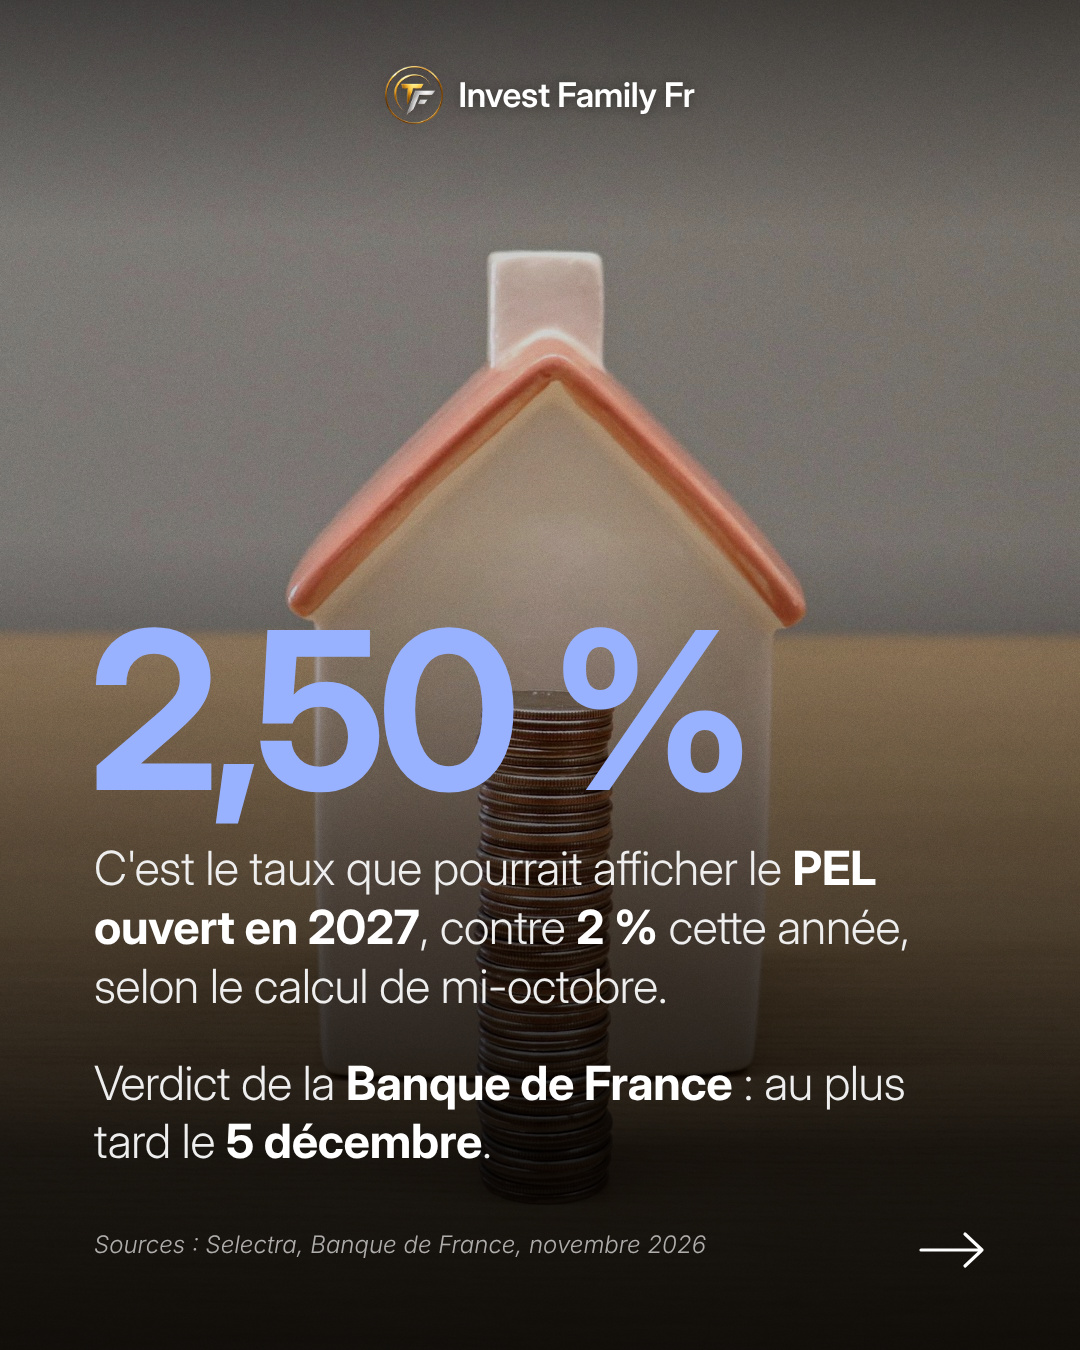 TF Invest Family Fr
2,50 %
C'est le taux que pourrait afficher le PEL
ouvert en 2027, contre 2 % cette année,
selon le calcul de mi-octobre.
Verdict de la Banque de France : au plus
tard le 5 décembre.
Sources : Selectra, Banque de France, novembre 2026